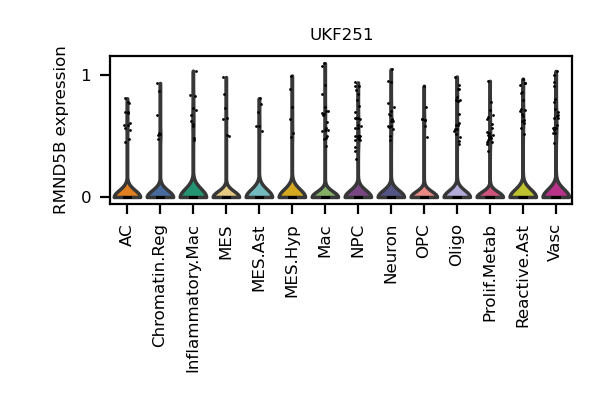 UKF251
RMND5B expression
1
0
AC
Chromatin.Reg
Inflammatory.Mac
MES
MES.Ast
MES.Hyp
Mac
NPC
Neuron
OPC
Oligo
Prolif.Metab
Reactive.Ast
Vasc